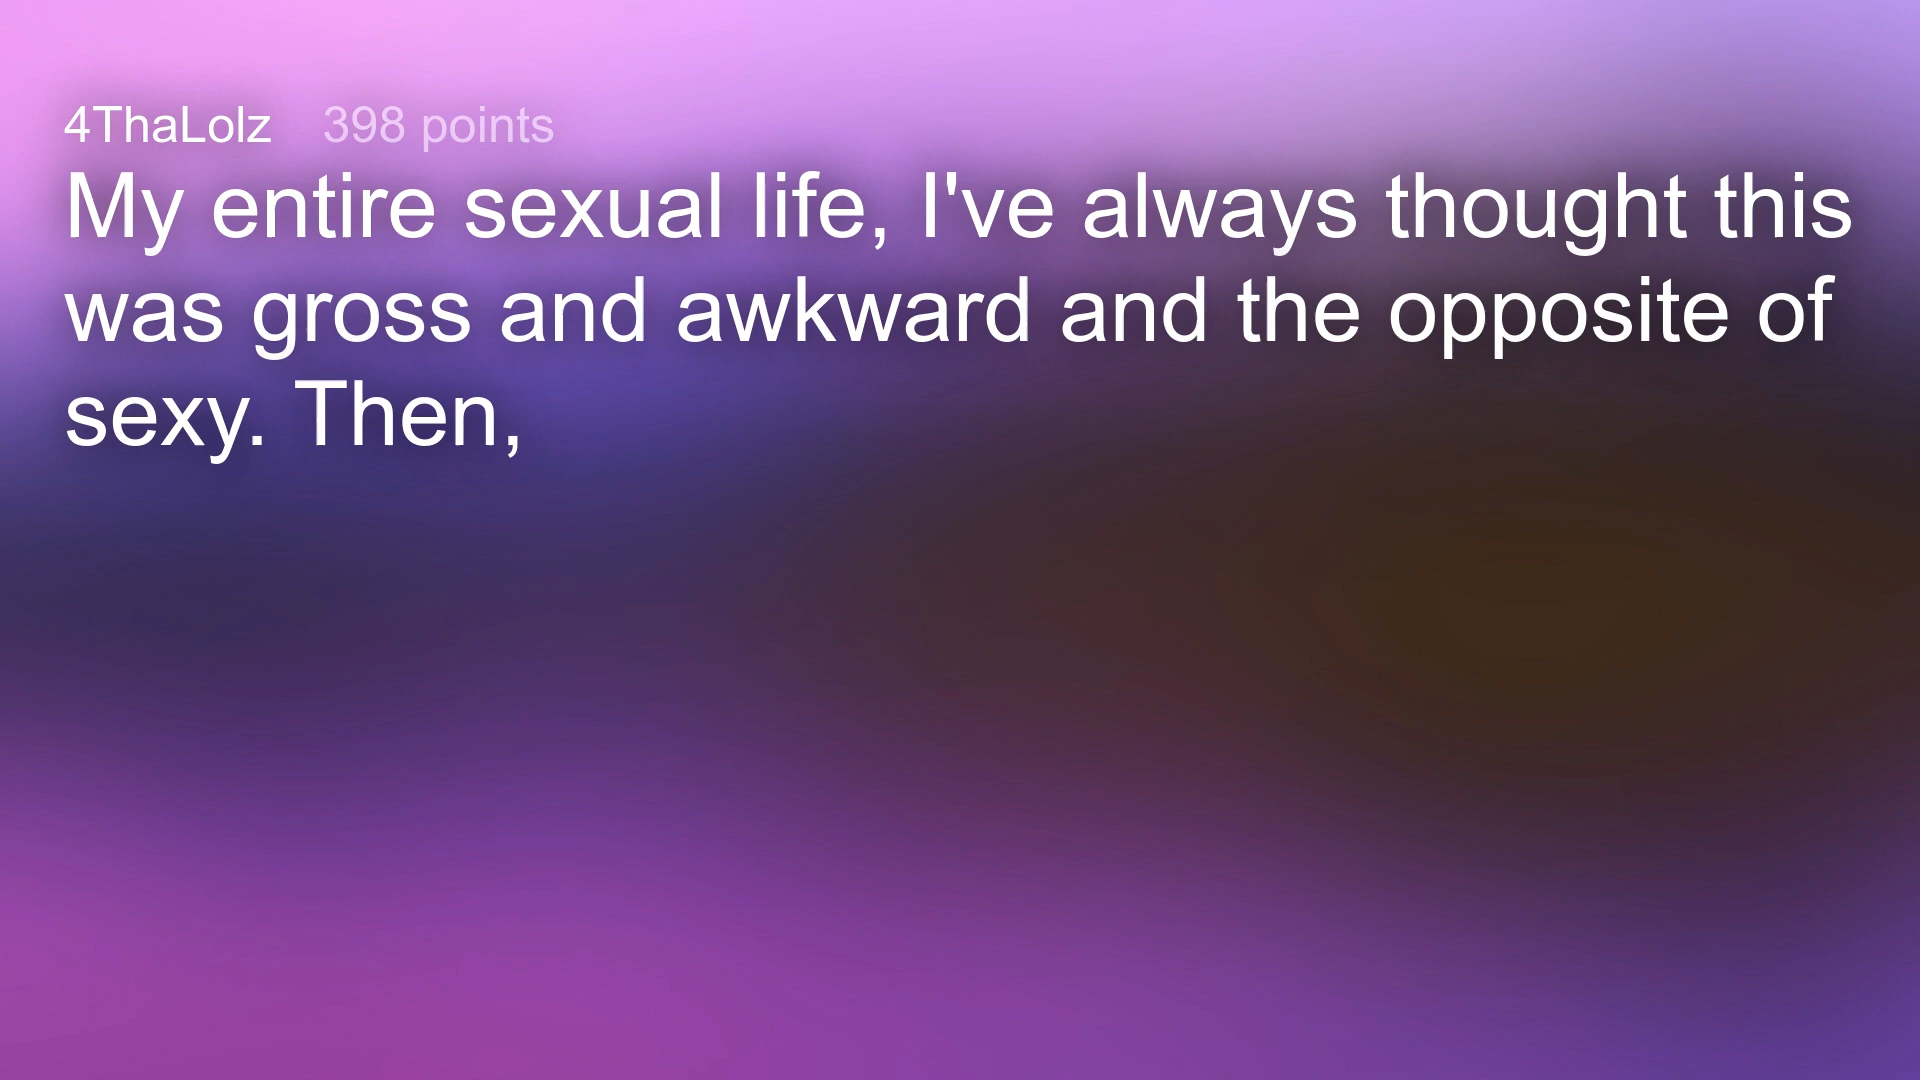 4ThaLolz 398 points
My entire sexual life, I've always thought this
was gross and awkward and the opposite of
sexy. Then,